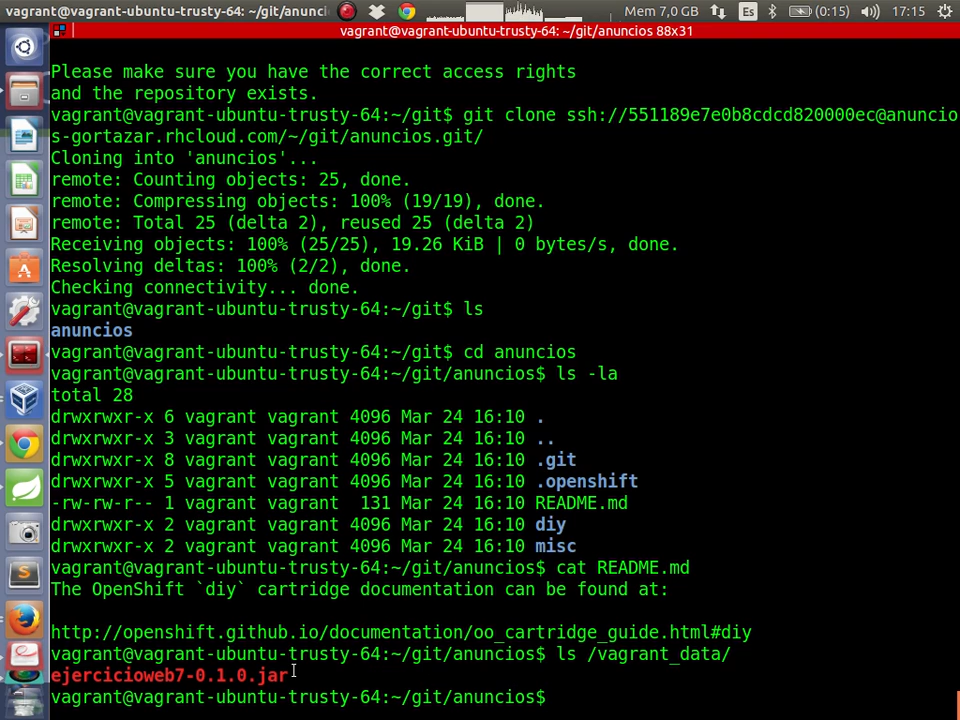 vagrant@vagrant-ubuntu-trusty-64: ~/git/anunci
Mem 7,0 GB
Es
(0:15)
17:15
vagrant@vagrant-ubuntu-trusty-64: ~/git/anuncios 88x31
Please make sure you have the correct access rights
and the repository exists.
vagrant@vagrant-ubuntu-trusty-64:~/git$ git clone ssh://551189e7e0b8cdcd820000ec@anuncio
s-gortazar.rhcloud.com/~/git/anuncios.git/
Cloning into 'anuncios'...
remote: Counting objects: 25, done.
remote: Compressing objects: 100% (19/19), done.
remote: Total 25 (delta 2), reused 25 (delta 2)
Receiving objects: 100% (25/25), 19.26 KiB | 0 bytes/s, done.
Resolving deltas: 100% (2/2), done.
Checking connectivity... done.
vagrant@vagrant-ubuntu-trusty-64:~/git$ ls
anuncios
vagrant@vagrant-ubuntu-trusty-64:~/git$ cd anuncios
vagrant@vagrant-ubuntu-trusty-64:~/git/anuncios$ ls -la
total 28
drwxrwxr-x 6 vagrant vagrant 4096 Mar 24 16:10 .
drwxrwxr-x 3 vagrant vagrant 4096 Mar 24 16:10 ..
drwxrwxr-x 8 vagrant vagrant 4096 Mar 24 16:10 .git
drwxrwxr-x 5 vagrant vagrant 4096 Mar 24 16:10 .openshift
-rw-rw-r-- 1 vagrant vagrant  131 Mar 24 16:10 README.md
drwxrwxr-x 2 vagrant vagrant 4096 Mar 24 16:10 diy
drwxrwxr-x 2 vagrant vagrant 4096 Mar 24 16:10 misc
vagrant@vagrant-ubuntu-trusty-64:~/git/anuncios$ cat README.md
The OpenShift `diy` cartridge documentation can be found at:
http://openshift.github.io/documentation/oo_cartridge_guide.html#diy
vagrant@vagrant-ubuntu-trusty-64:~/git/anuncios$ ls /vagrant_data/
ejercicioweb7-0.1.0.jar
vagrant@vagrant-ubuntu-trusty-64:~/git/anuncios$